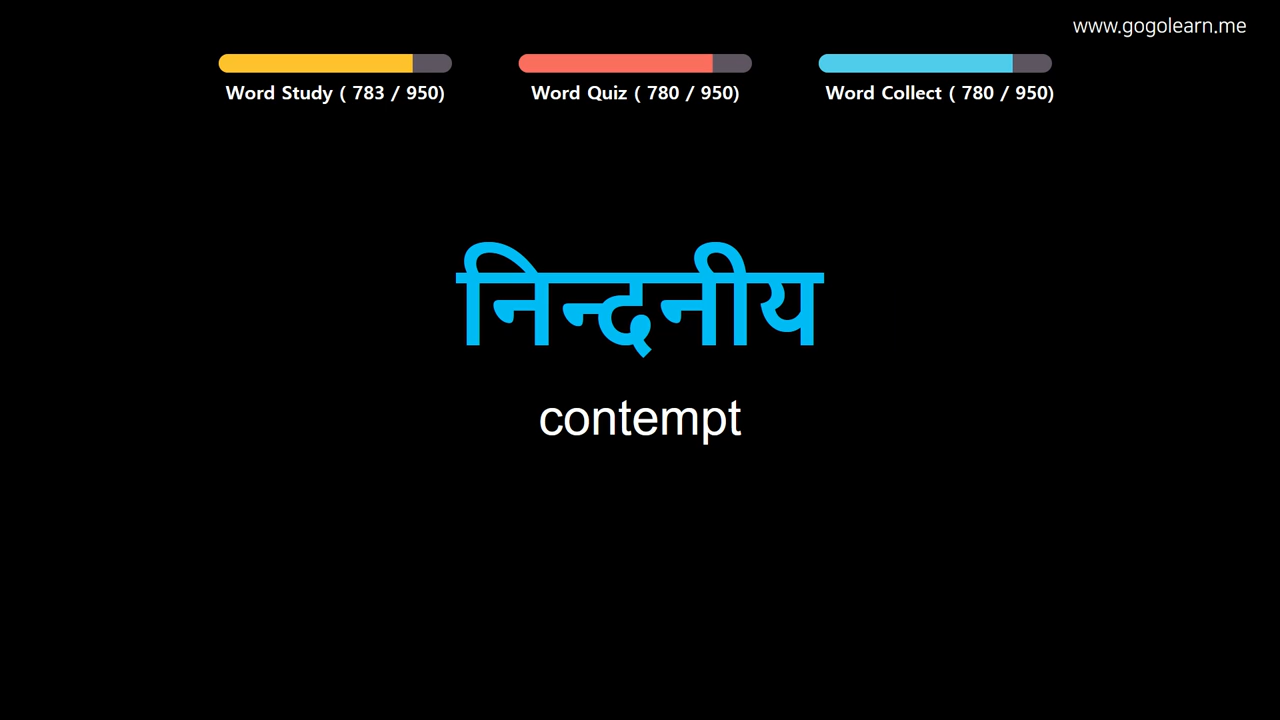 www.gogolearn.me
Word Study ( 783 / 950)
Word Quiz ( 780 / 950)
Word Collect ( 780 / 950)
निन्दनीय
contempt